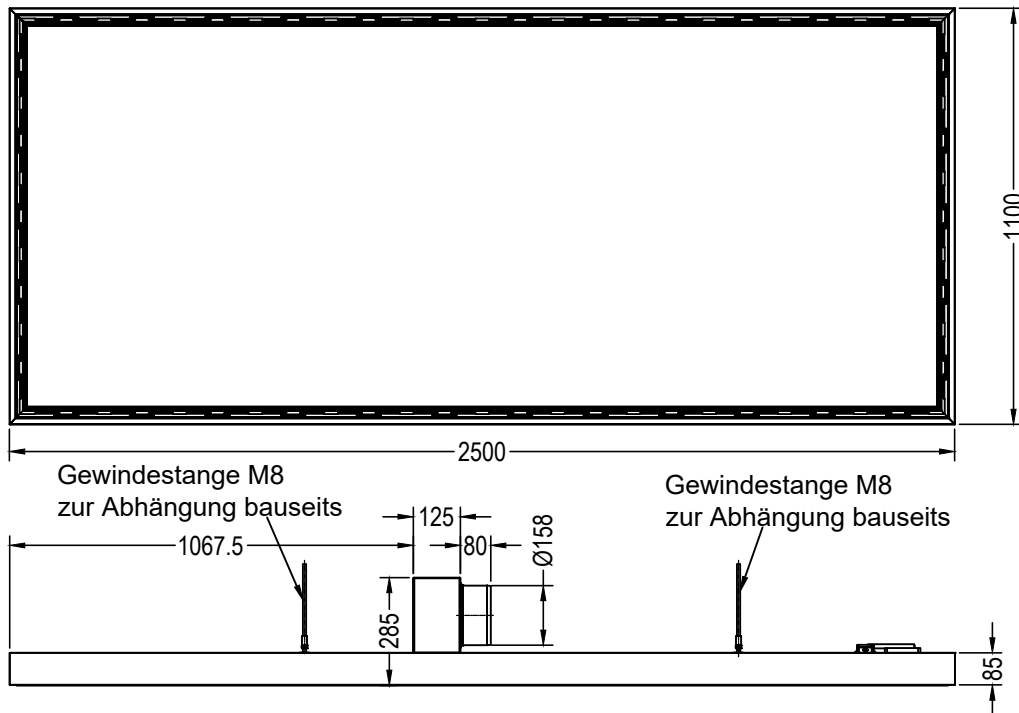 1100
2500
Gewindestange M8
zur Abhängung bauseits
Gewindestange M8
zur Abhängung bauseits
125
1067.5
80
Ø158
285
85